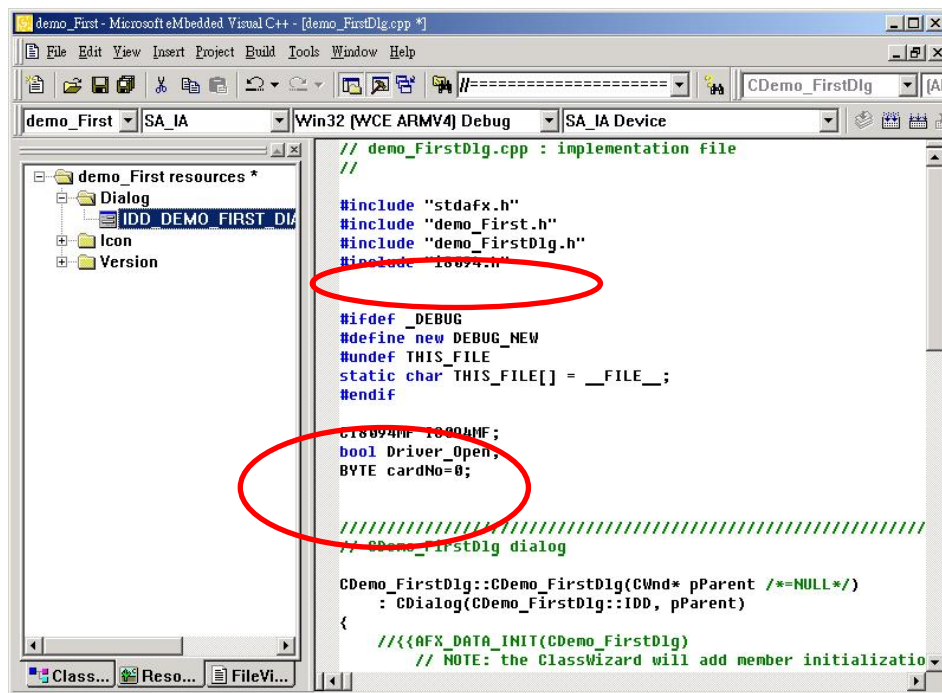 demo_First - Microsoft eMbedded Visual C++ - [demo_FirstDlg.cpp *]
File Edit View Insert Project Build Tools Window Help
//===================== CDemo_FirstDlg
demo_First SA_IA Win32 (WCE ARMV4) Debug SA_IA Device
demo_First resources *
Dialog
IDD_DEMO_FIRST_DIA
Icon
Version
Class... Reso... FileVi...
// demo_FirstDlg.cpp : implementation file
//
#include "stdafx.h"
#include "demo_First.h"
#include "demo_FirstDlg.h"
#include "i8094.h"
#ifdef _DEBUG
#define new DEBUG_NEW
#undef THIS_FILE
static char THIS_FILE[] = __FILE__;
#endif
CI8094MF I8094MF;
bool Driver_Open;
BYTE cardNo=0;
//////////////////////////////////////////////////////////////
// CDemo_FirstDlg dialog
CDemo_FirstDlg::CDemo_FirstDlg(CWnd* pParent /*=NULL*/)
: CDialog(CDemo_FirstDlg::IDD, pParent)
{
//{{AFX_DATA_INIT(CDemo_FirstDlg)
// NOTE: the ClassWizard will add member initializatio